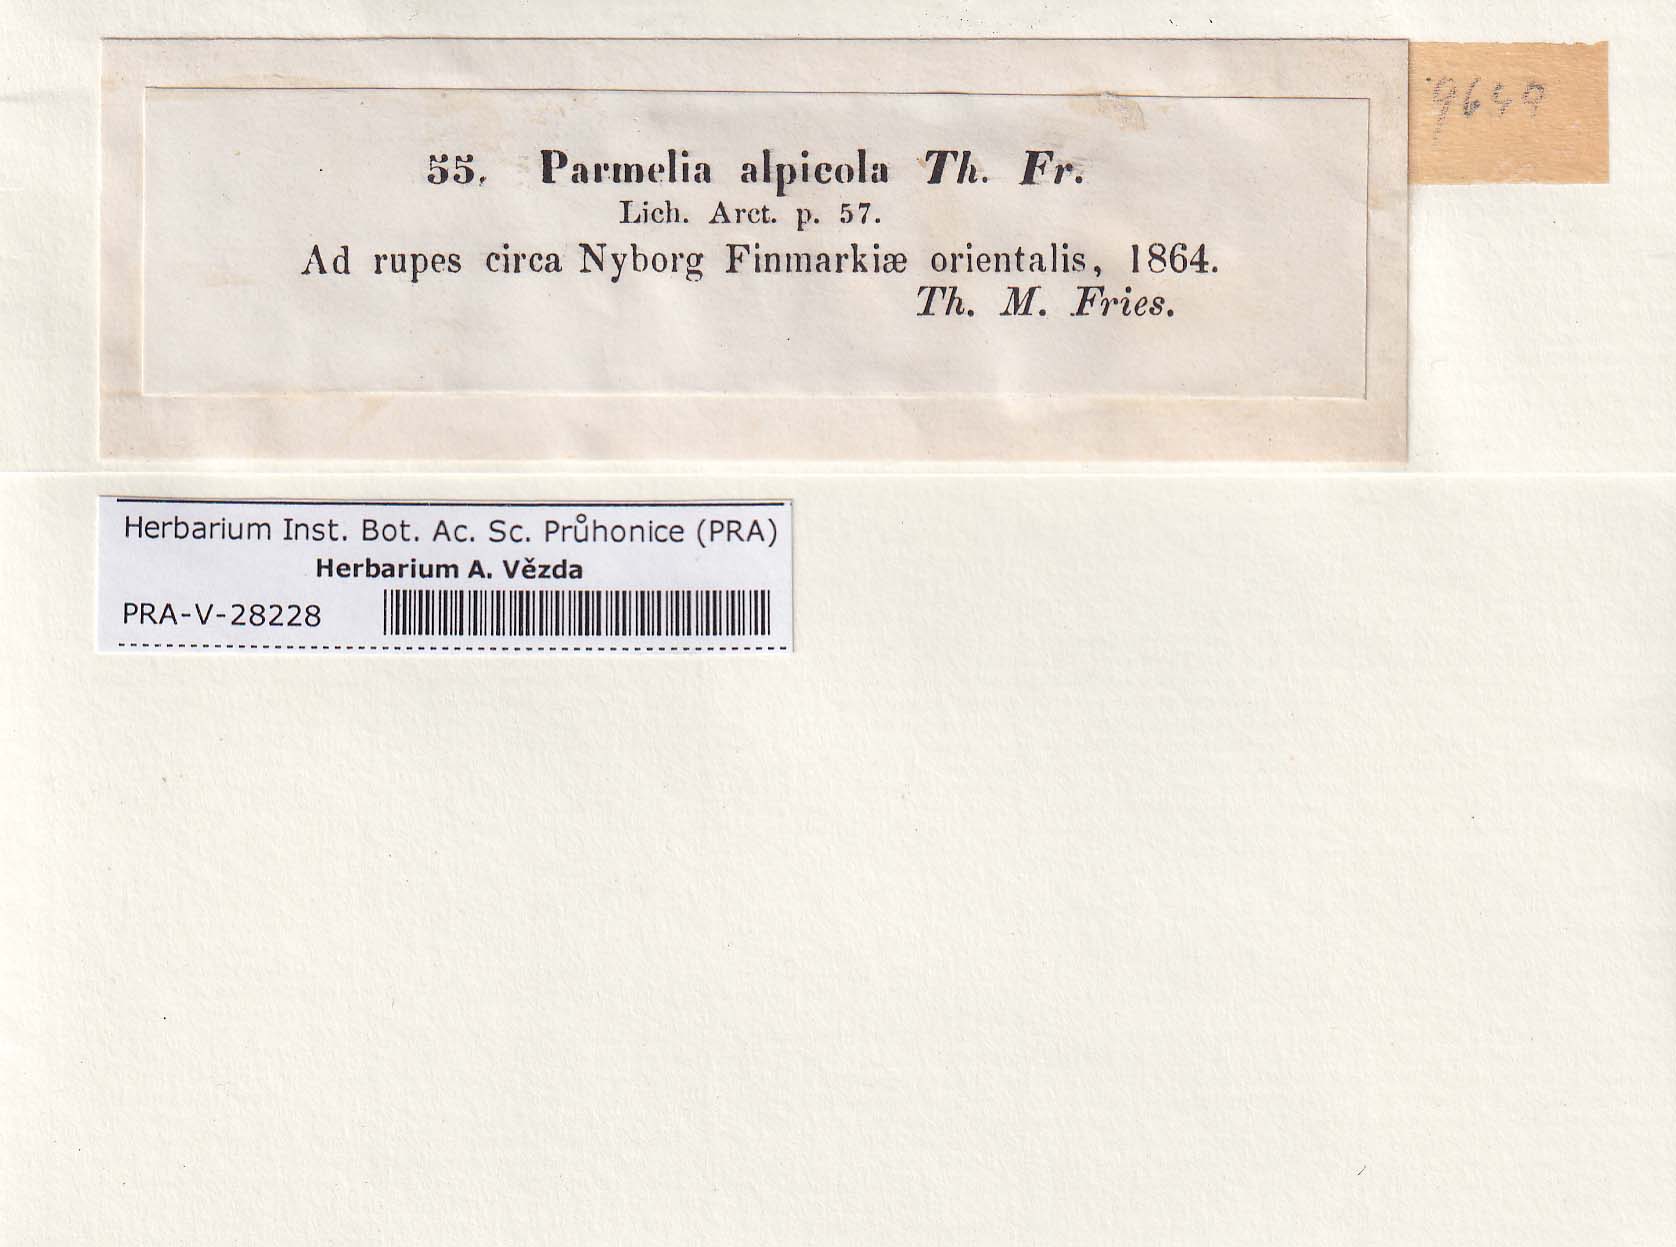 55. Parmelia alpicola Th. Fr.
Lich. Arct. p. 57.
Ad rupes circa Nyborg Finmarkiæ orientalis, 1864.
Th. M. Fries.
Herbarium Inst. Bot. Ac. Sc. Průhonice (PRA)
Herbarium A. Vězda
PRA-V-28228